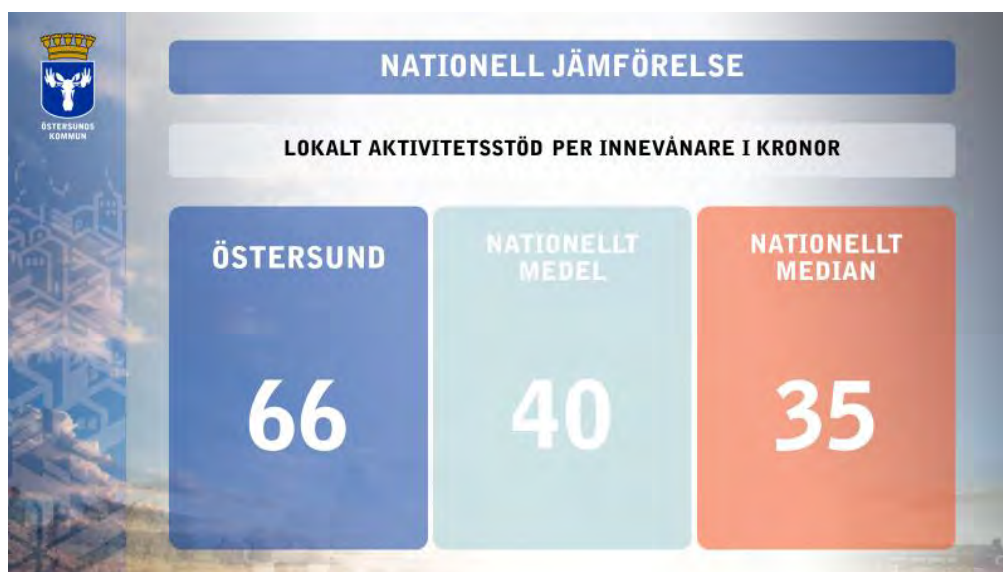 ÖSTERSUNDS
KOMMUN
NATIONELL JÄMFÖRELSE
LOKALT AKTIVITETSSTÖD PER INNEVÅNARE I KRONOR
ÖSTERSUND
66
NATIONELLT
MEDEL
40
NATIONELLT
MEDIAN
35